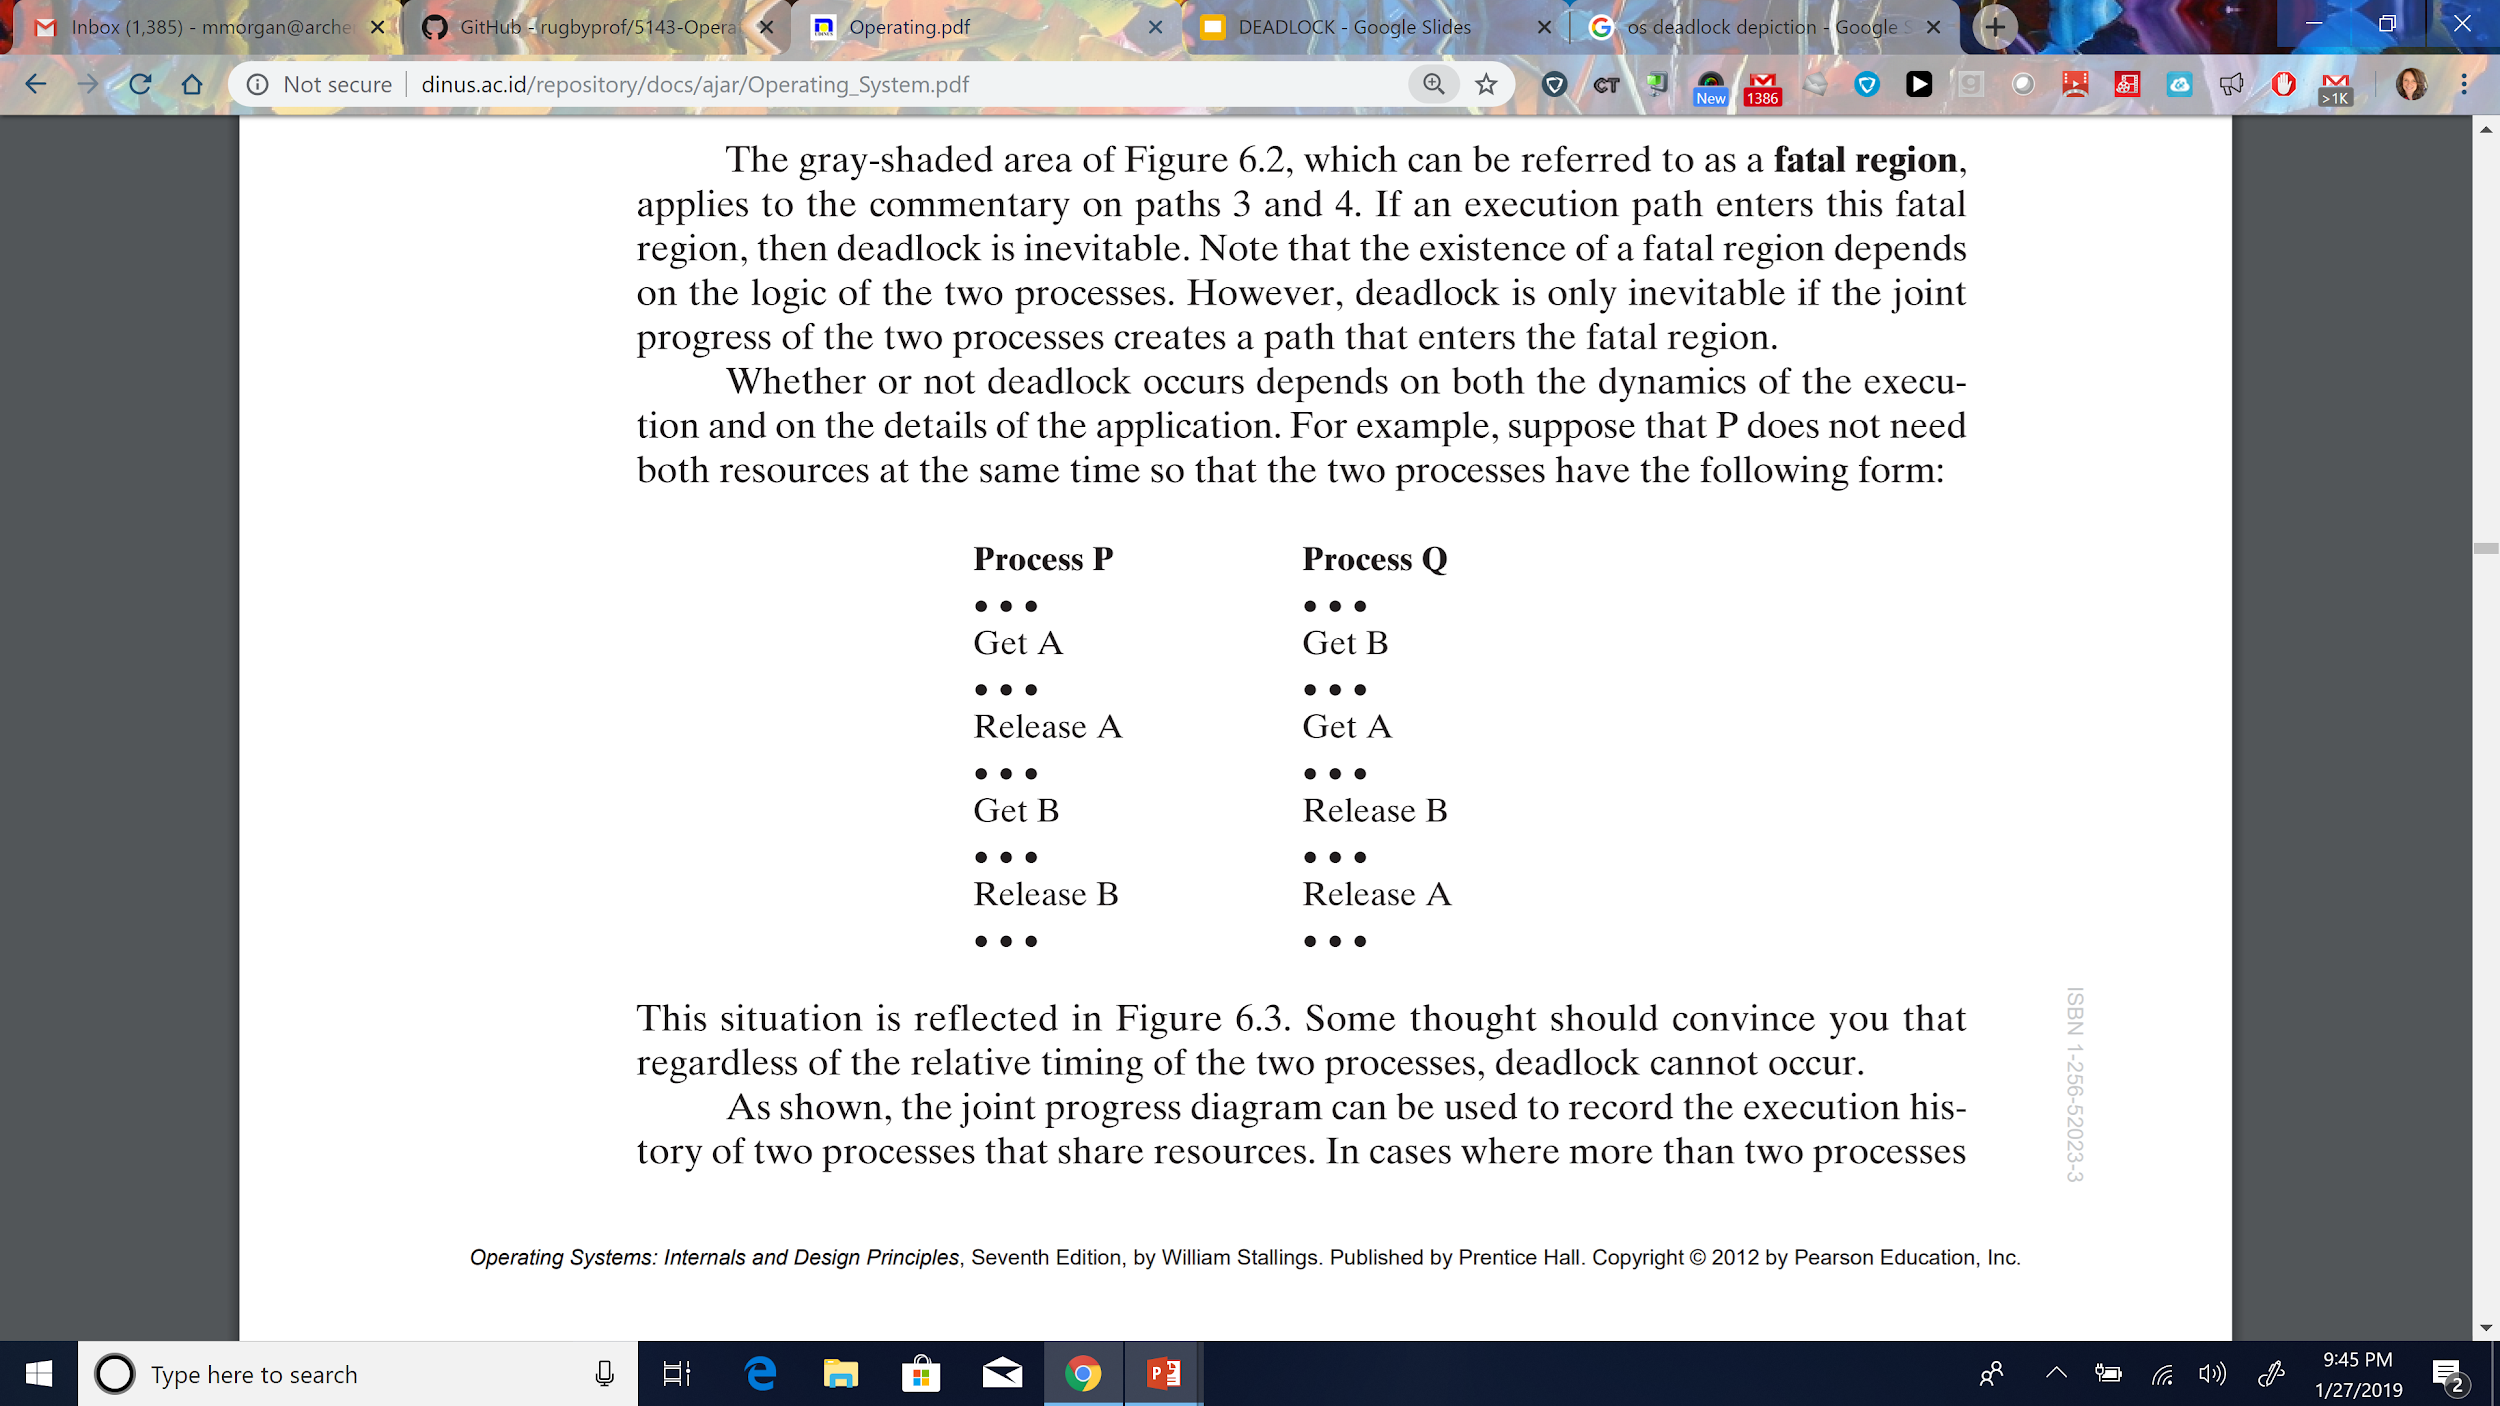 Inbox (1,385) - mmorgan@arche
GitHub - rugbyprof/5143-Opera
Operating.pdf
DEADLOCK - Google Slides
os deadlock depiction - Google S
Not secure
dinus.ac.id/repository/docs/ajar/Operating_System.pdf
CT
New
1386
g
>1K
The gray-shaded area of Figure 6.2, which can be referred to as a fatal region,
applies to the commentary on paths 3 and 4. If an execution path enters this fatal
region, then deadlock is inevitable. Note that the existence of a fatal region depends
on the logic of the two processes. However, deadlock is only inevitable if the joint
progress of the two processes creates a path that enters the fatal region.
Whether or not deadlock occurs depends on both the dynamics of the execu-
tion and on the details of the application. For example, suppose that P does not need
both resources at the same time so that the two processes have the following form:
Process P Process Q
• • • • • •
Get A Get B
• • • • • •
Release A Get A
• • • • • •
Get B Release B
• • • • • •
Release B Release A
• • • • • •
This situation is reflected in Figure 6.3. Some thought should convince you that
regardless of the relative timing of the two processes, deadlock cannot occur.
As shown, the joint progress diagram can be used to record the execution his-
tory of two processes that share resources. In cases where more than two processes
ISBN 1-256-52023-3
Operating Systems: Internals and Design Principles, Seventh Edition, by William Stallings. Published by Prentice Hall. Copyright © 2012 by Pearson Education, Inc.
Type here to search
9:45 PM
1/27/2019
2